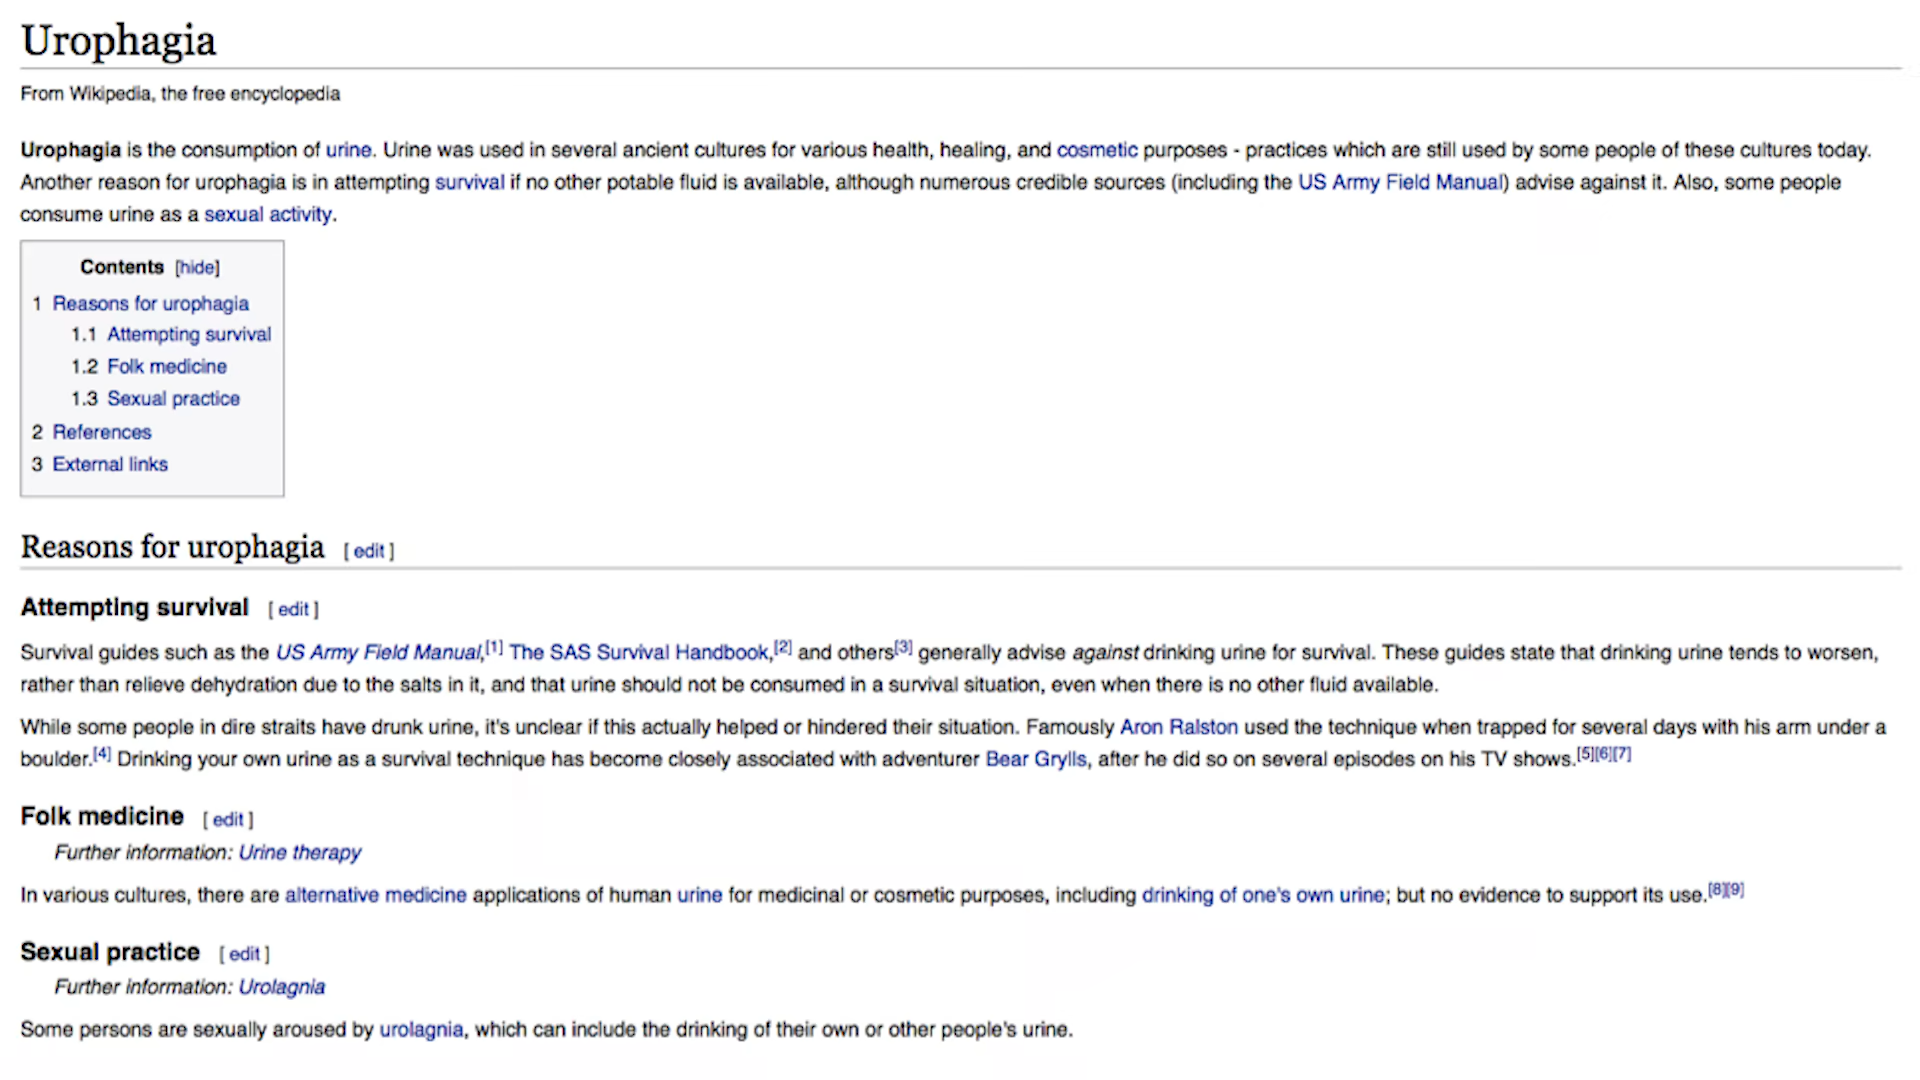 Urophagia
From Wikipedia, the free encyclopedia
Urophagia is the consumption of urine. Urine was used in several ancient cultures for various health, healing, and cosmetic purposes - practices which are still used by some people of these cultures today.
Another reason for urophagia is in attempting survival if no other potable fluid is available, although numerous credible sources (including the US Army Field Manual) advise against it. Also, some people
consume urine as a sexual activity.
Contents [hide]
1 Reasons for urophagia
1.1 Attempting survival
1.2 Folk medicine
1.3 Sexual practice
2 References
3 External links
Reasons for urophagia [ edit ]
Attempting survival [ edit ]
Survival guides such as the US Army Field Manual,[1] The SAS Survival Handbook,[2] and others[3] generally advise against drinking urine for survival. These guides state that drinking urine tends to worsen,
rather than relieve dehydration due to the salts in it, and that urine should not be consumed in a survival situation, even when there is no other fluid available.
While some people in dire straits have drunk urine, it's unclear if this actually helped or hindered their situation. Famously Aron Ralston used the technique when trapped for several days with his arm under a
boulder.[4] Drinking your own urine as a survival technique has become closely associated with adventurer Bear Grylls, after he did so on several episodes on his TV shows.[5][6][7]
Folk medicine [ edit ]
Further information: Urine therapy
In various cultures, there are alternative medicine applications of human urine for medicinal or cosmetic purposes, including drinking of one's own urine; but no evidence to support its use.[8][9]
Sexual practice [ edit ]
Further information: Urolagnia
Some persons are sexually aroused by urolagnia, which can include the drinking of their own or other people's urine.